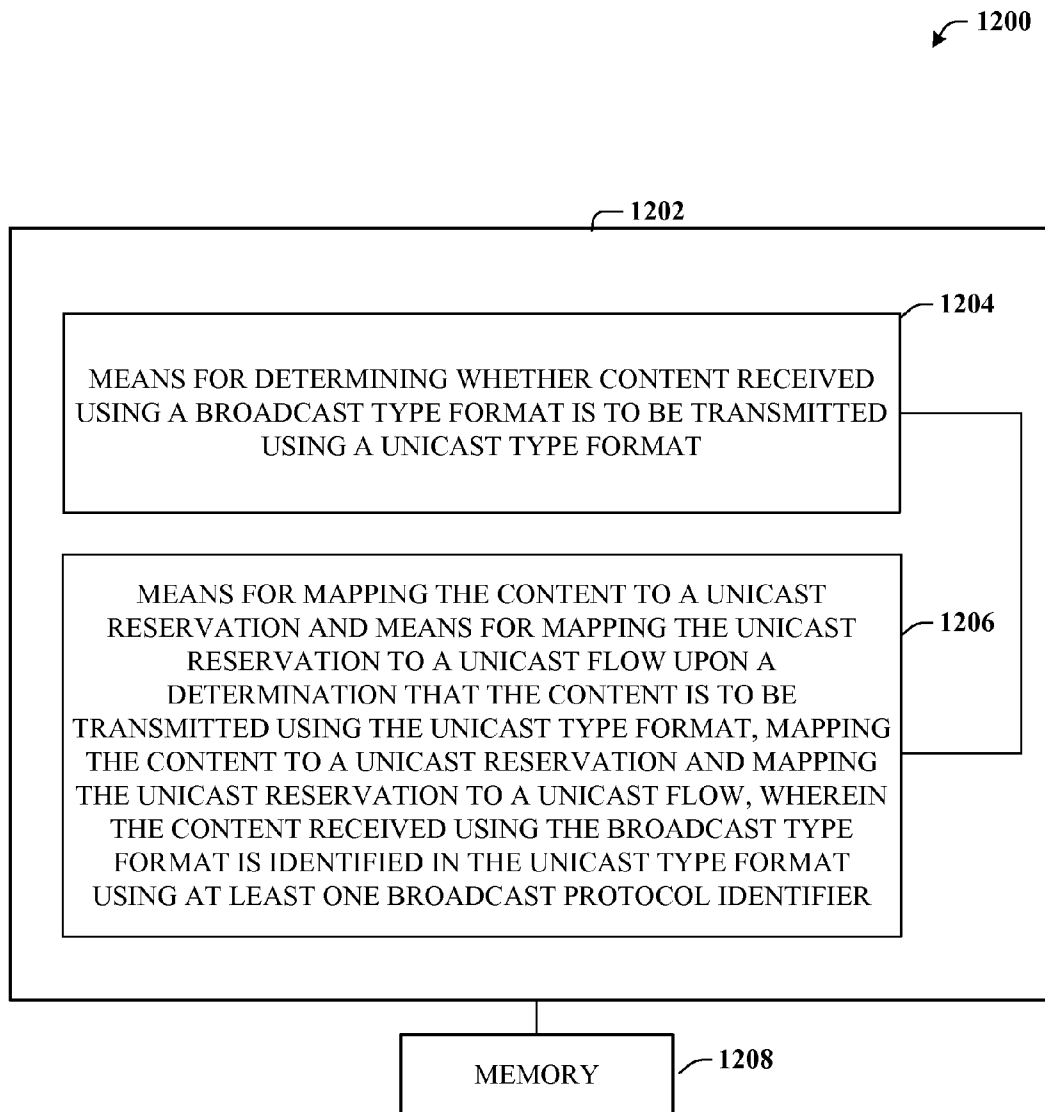 1200
1202
1204
MEANS FOR DETERMINING WHETHER CONTENT RECEIVED
USING A BROADCAST TYPE FORMAT IS TO BE TRANSMITTED
USING A UNICAST TYPE FORMAT
MEANS FOR MAPPING THE CONTENT TO A UNICAST
RESERVATION AND MEANS FOR MAPPING THE UNICAST
RESERVATION TO A UNICAST FLOW UPON A
DETERMINATION THAT THE CONTENT IS TO BE
TRANSMITTED USING THE UNICAST TYPE FORMAT, MAPPING
THE CONTENT TO A UNICAST RESERVATION AND MAPPING
THE UNICAST RESERVATION TO A UNICAST FLOW, WHEREIN
THE CONTENT RECEIVED USING THE BROADCAST TYPE
FORMAT IS IDENTIFIED IN THE UNICAST TYPE FORMAT
USING AT LEAST ONE BROADCAST PROTOCOL IDENTIFIER
1206
MEMORY
1208